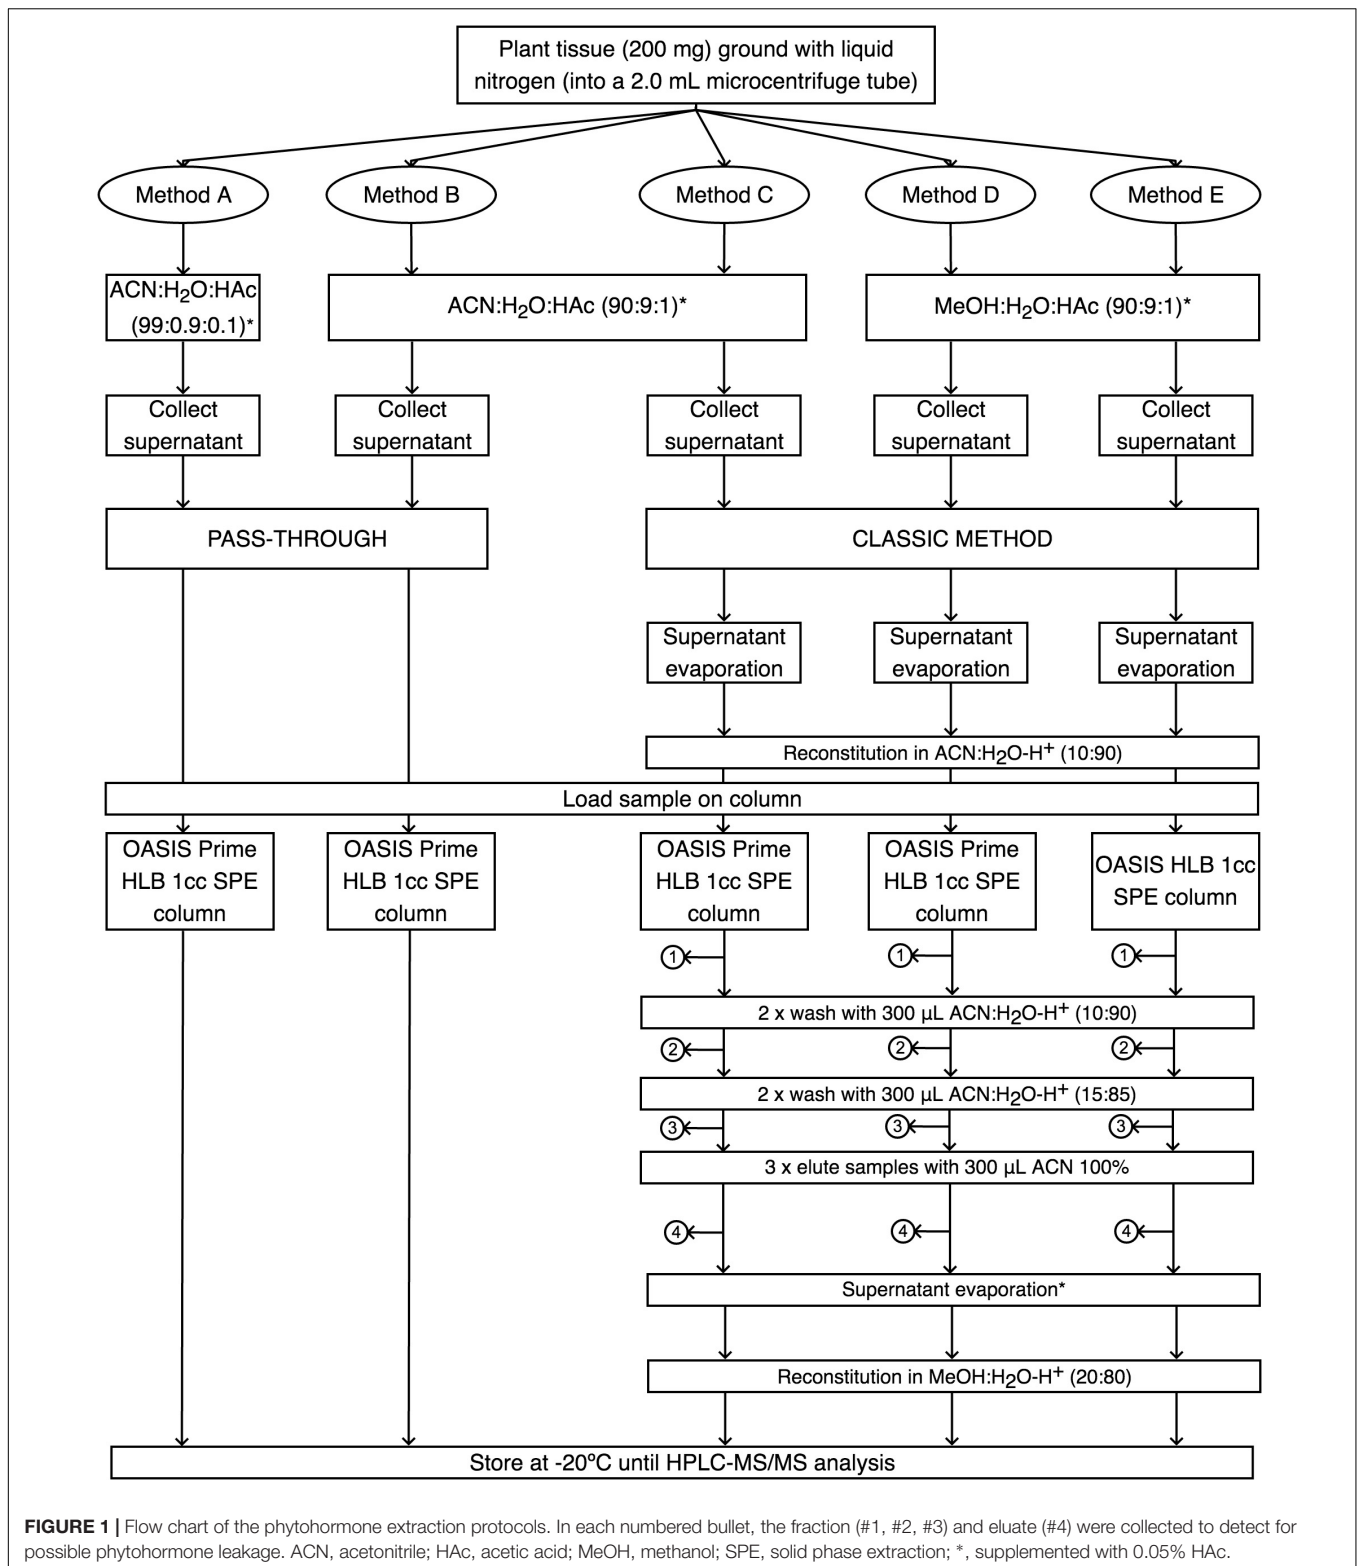 Plant tissue (200 mg) ground with liquid
nitrogen (into a 2.0 mL microcentrifuge tube)
Method A
Method B
Method C
Method D
Method E
ACN:H2O:HAc
(99:0.9:0.1)*
ACN:H2O:HAc (90:9:1)*
MeOH:H2O:HAc (90:9:1)*
Collect
supernatant
Collect
supernatant
Collect
supernatant
Collect
supernatant
Collect
supernatant
PASS-THROUGH
CLASSIC METHOD
Supernatant
evaporation
Supernatant
evaporation
Supernatant
evaporation
Reconstitution in ACN:H2O-H+ (10:90)
Load sample on column
OASIS Prime
HLB 1cc SPE
column
OASIS Prime
HLB 1cc SPE
column
OASIS Prime
HLB 1cc SPE
column
OASIS Prime
HLB 1cc SPE
column
OASIS HLB 1cc
SPE column
1
1
1
2 x wash with 300 µL ACN:H2O-H+ (10:90)
2
2
2
2 x wash with 300 µL ACN:H2O-H+ (15:85)
3
3
3
3 x elute samples with 300 µL ACN 100%
4
4
4
Supernatant evaporation*
Reconstitution in MeOH:H2O-H+ (20:80)
Store at -20ºC until HPLC-MS/MS analysis
FIGURE 1 | Flow chart of the phytohormone extraction protocols. In each numbered bullet, the fraction (#1, #2, #3) and eluate (#4) were collected to detect for
possible phytohormone leakage. ACN, acetonitrile; HAc, acetic acid; MeOH, methanol; SPE, solid phase extraction; *, supplemented with 0.05% HAc.